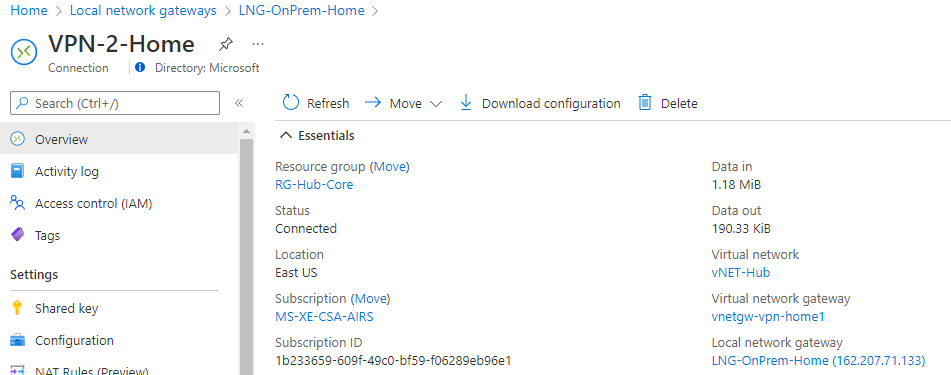 Home > Local network gateways > LNG-OnPrem-Home >
VPN-2-Home
Connection
Directory: Microsoft
Search (Ctrl+/)
Overview
Activity log
Access control (IAM)
Tags
Settings
Shared key
Configuration
NAT Rules (Preview)
Refresh
Move
Download configuration
Delete
Essentials
Resource group (Move)
RG-Hub-Core
Status
Connected
Location
East US
Subscription (Move)
MS-XE-CSA-AIRS
Subscription ID
1b233659-609f-49c0-bf59-f06289eb96e1
Data in
1.18 MiB
Data out
190.33 KiB
Virtual network
vNET-Hub
Virtual network gateway
vnetgw-vpn-home1
Local network gateway
LNG-OnPrem-Home (162.207.71.133)